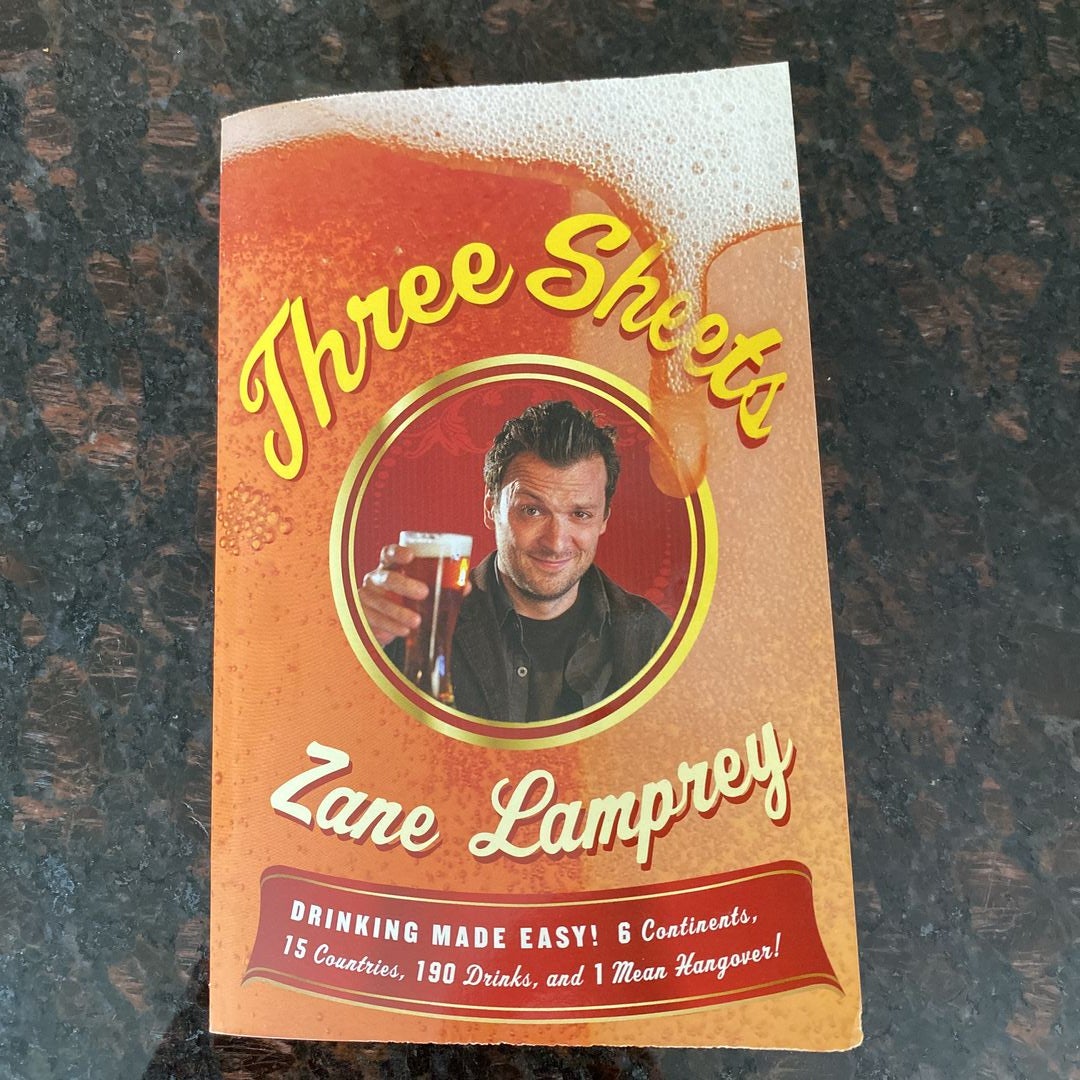 Three Sheets
Zane Lamprey
DRINKING MADE EASY! 6 Continents,
15 Countries, 190 Drinks, and 1 Mean Hangover!